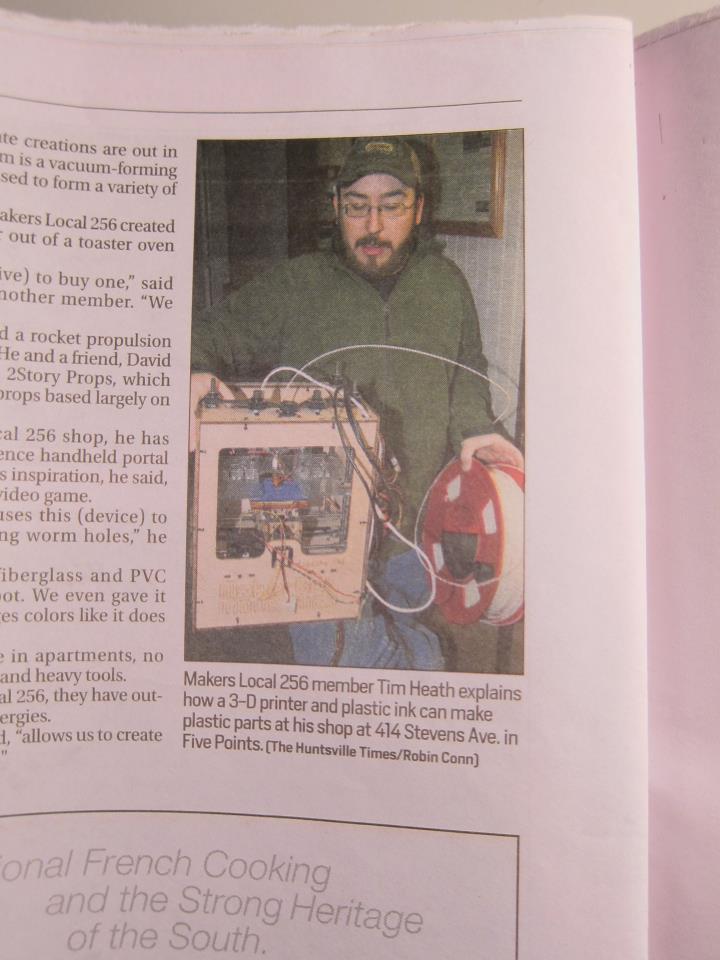 te creations are out in
m is a vacuum-forming
sed to form a variety of
akers Local 256 created
r out of a toaster oven
ive) to buy one,” said
nother member. “We
d a rocket propulsion
He and a friend, David
2Story Props, which
props based largely on
cal 256 shop, he has
ence handheld portal
s inspiration, he said,
video game.
uses this (device) to
ng worm holes,” he
fiberglass and PVC
oot. We even gave it
ges colors like it does
e in apartments, no
and heavy tools.
al 256, they have out-
ergies.
d, “allows us to create
”
Makers Local 256 member Tim Heath explains
how a 3-D printer and plastic ink can make
plastic parts at his shop at 414 Stevens Ave. in
Five Points. (The Huntsville Times/Robin Conn)
ional French Cooking
and the Strong Heritage
of the South.